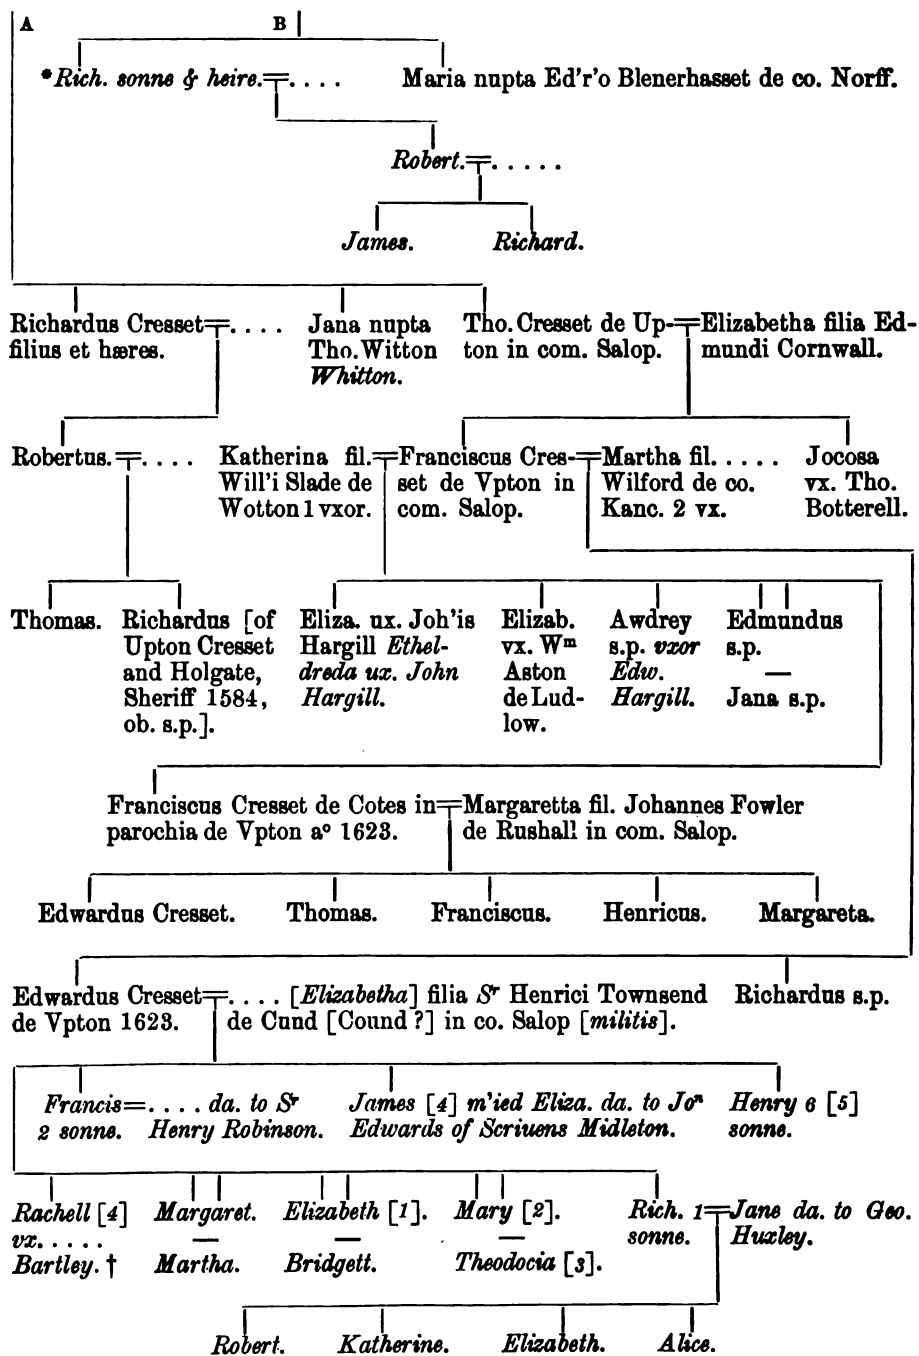 A B
*Rich. sonne & heire. . . . . Maria nupta Ed'r'o Blenerhasset de co. Norff.
Robert. . . . . .
James. Richard.
Richardus Cresset . . . .
filius et hæres.
Jana nupta
Tho. Witton
Whitton.
Tho. Cresset de Up-
ton in com. Salop.
Elizabetha filia Ed-
mundi Cornwall.
Robertus. . . . .
Katherina fil.
Will'i Slade de
Wotton 1 vxor.
Franciscus Cres-
set de Vpton in
com. Salop.
Martha fil. . . . . .
Wilford de co.
Kanc. 2 vx.
Jocosa
vx. Tho.
Botterell.
Thomas.
Richardus [of
Upton Cresset
and Holgate,
Sheriff 1584,
ob. s.p.].
Eliza. ux. Joh'is
Hargill Ethel-
dreda ux. John
Hargill.
Elizab.
vx. Wm
Aston
de Lud-
low.
Awdrey
s.p. vxor
Edw.
Hargill.
Edmundus
s.p.
—
Jana s.p.
Franciscus Cresset de Cotes in
parochia de Vpton ao 1623.
Margaretta fil. Johannes Fowler
de Rushall in com. Salop.
Edwardus Cresset. Thomas. Franciscus. Henricus. Margareta.
Edwardus Cresset
de Vpton 1623.
. . . . [Elizabetha] filia Sr Henrici Townsend
de Cund [Cound ?] in co. Salop [militis].
Richardus s.p.
Francis=. . . . da. to Sr
2 sonne. Henry Robinson.
James [4] m'ied Eliza. da. to Jon
Edwards of Scriuens Midleton.
Henry 6 [5]
sonne.
Rachell [4]
vx. . . . .
Bartley. †
Margaret.
—
Martha.
Elizabeth [1].
—
Bridgett.
Mary [2].
—
Theodocia [3].
Rich. 1
sonne.
Jane da. to Geo.
Huxley.
Robert. Katherine. Elizabeth. Alice.